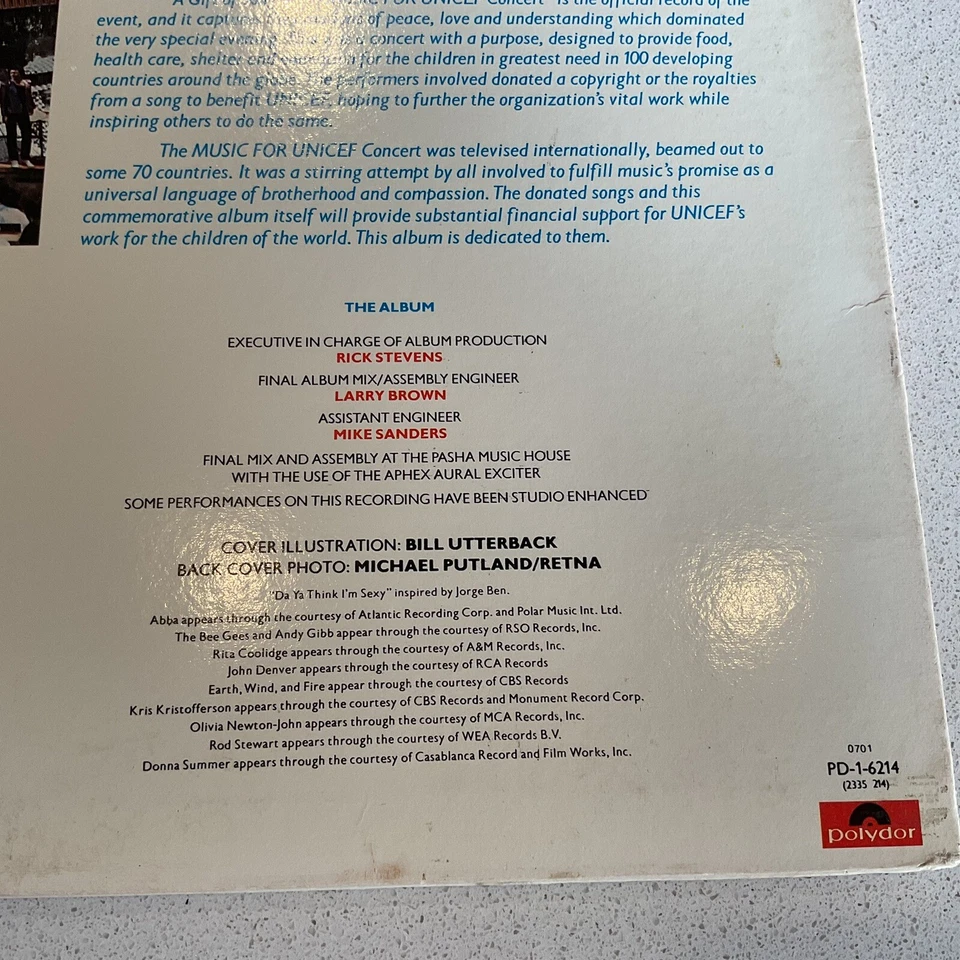 A Gift of MUSIC FOR UNICEF Concert" is the official record of the
event, and it captures of peace, love and understanding which dominated
the very special evening. a concert with a purpose, designed to provide food,
health care, shelter and for the children in greatest need in 100 developing
countries around the globe. The performers involved donated a copyright or the royalties
from a song to benefit UNICEF, hoping to further the organization's vital work while
inspiring others to do the same.
The MUSIC FOR UNICEF Concert was televised internationally, beamed out to
some 70 countries. It was a stirring attempt by all involved to fulfill music's promise as a
universal language of brotherhood and compassion. The donated songs and this
commemorative album itself will provide substantial financial support for UNICEF's
work for the children of the world. This album is dedicated to them.
THE ALBUM
EXECUTIVE IN CHARGE OF ALBUM PRODUCTION
RICK STEVENS
FINAL ALBUM MIX/ASSEMBLY ENGINEER
LARRY BROWN
ASSISTANT ENGINEER
MIKE SANDERS
FINAL MIX AND ASSEMBLY AT THE PASHA MUSIC HOUSE
WITH THE USE OF THE APHEX AURAL EXCITER
SOME PERFORMANCES ON THIS RECORDING HAVE BEEN STUDIO ENHANCED
COVER ILLUSTRATION: BILL UTTERBACK
BACK COVER PHOTO: MICHAEL PUTLAND/RETNA
"Da Ya Think I'm Sexy" inspired by Jorge Ben.
Abba appears through the courtesy of Atlantic Recording Corp. and Polar Music Int. Ltd.
The Bee Gees and Andy Gibb appear through the courtesy of RSO Records, Inc.
Rita Coolidge appears through the courtesy of A&M Records, Inc.
John Denver appears through the courtesy of RCA Records
Earth, Wind, and Fire appear through the courtesy of CBS Records
Kris Kristofferson appears through the courtesy of CBS Records and Monument Record Corp.
Olivia Newton-John appears through the courtesy of MCA Records, Inc.
Rod Stewart appears through the courtesy of WEA Records B.V.
Donna Summer appears through the courtesy of Casablanca Record and Film Works, Inc.
0701
PD-1-6214
(2335 214)
polydor